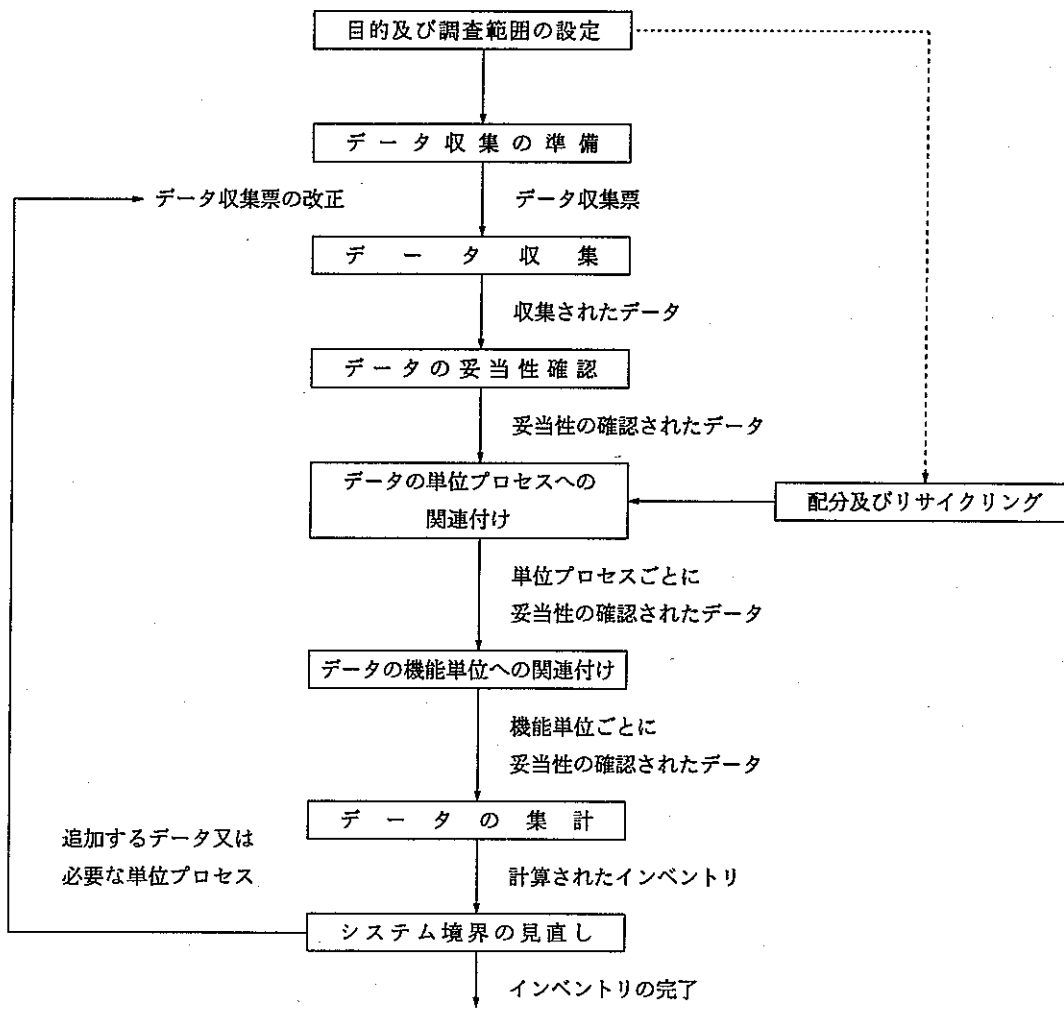 目的及び調査範囲の設定
データ収集の準備
データ収集票の改正
データ収集票
データ収集
収集されたデータ
データの妥当性確認
妥当性の確認されたデータ
データの単位プロセスへの
関連付け
配分及びリサイクリング
単位プロセスごとに
妥当性の確認されたデータ
データの機能単位への関連付け
機能単位ごとに
妥当性の確認されたデータ
データの集計
追加するデータ又は
必要な単位プロセス
計算されたインベントリ
システム境界の見直し
インベントリの完了